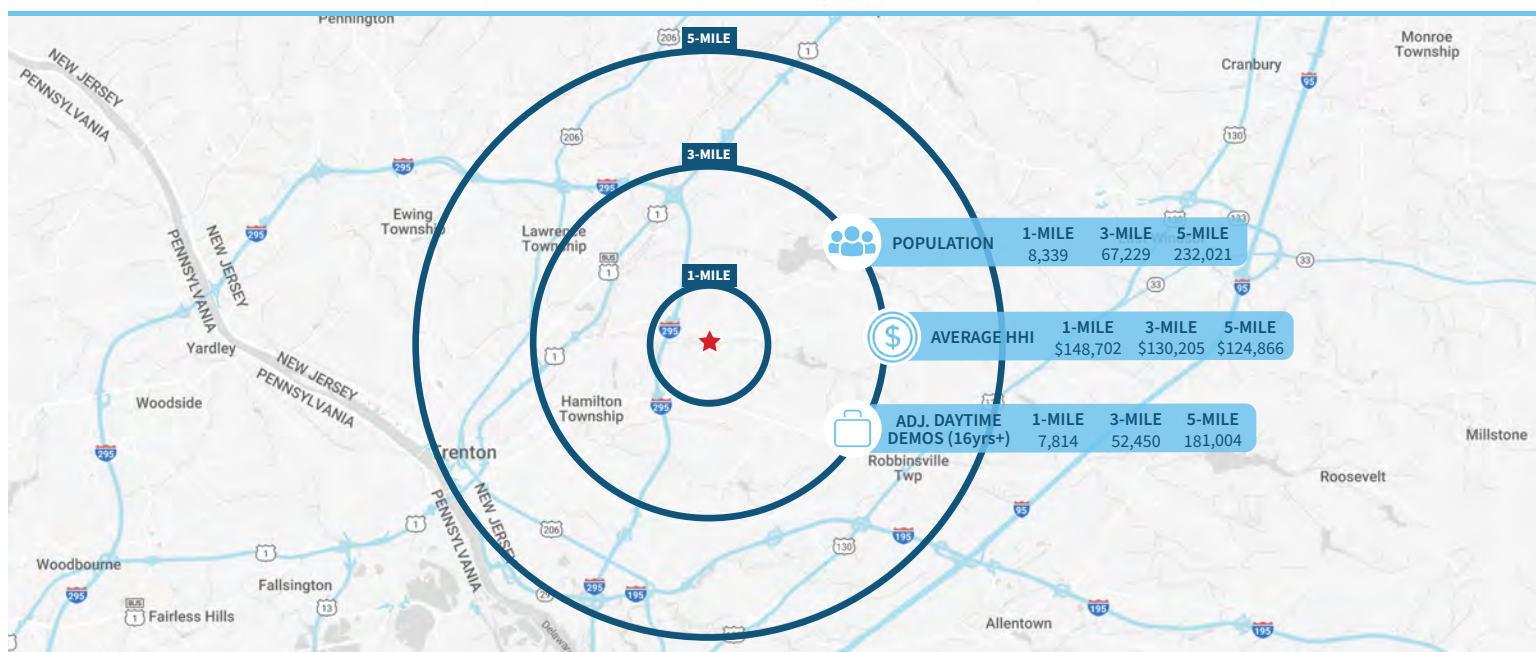 Pennington
206
5-MILE
1
Monroe
Township
Cranbury
95
NEW JERSEY
PENNSYLVANIA
130
206
3-MILE
295
295
Ewing
Township
1
Lawrence
Township
295
PENNSYLVANIA
NEW JERSEY
BUS
1
POPULATION
1-MILE 3-MILE 5-MILE
8,339 67,229 232,021
133
33
33
95
1-MILE
295
AVERAGE HHI
1-MILE 3-MILE 5-MILE
$148,702 $130,205 $124,866
$
Yardley
1
NEW JERSEY
PENNSYLVANIA
Woodside
Hamilton
Township
295
ADJ. DAYTIME
DEMOS (16yrs+)
1-MILE 3-MILE 5-MILE
7,814 52,450 181,004
Millstone
295
Trenton
Robbinsville
Twp
Roosevelt
NEW JERSEY
PENNSYLVANIA
95
1
206
195
130
1
Woodbourne
295
Fallsington
295
195
29
13
BUS
1
Fairless Hills
195
Allentown
195